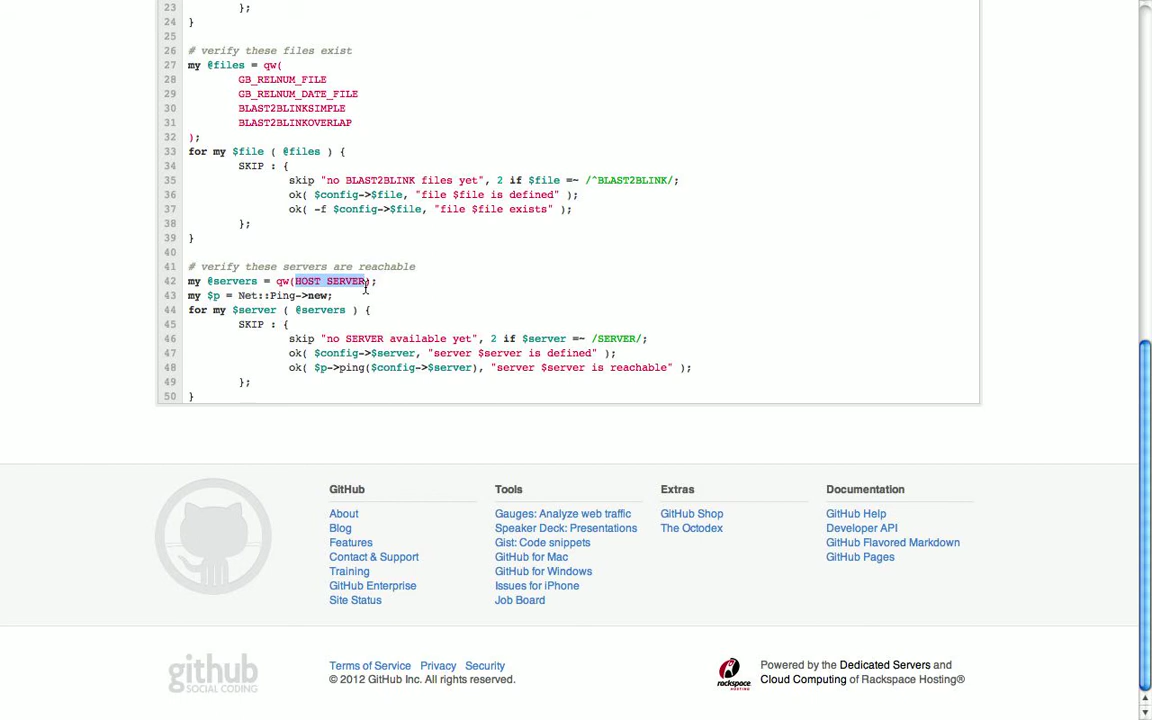 23 };
24 }
25
26 # verify these files exist
27 my @files = qw(
28 GB_RELNUM_FILE
29 GB_RELNUM_DATE_FILE
30 BLAST2BLINKSIMPLE
31 BLAST2BLINKOVERLAP
32 );
33 for my $file ( @files ) {
34 SKIP : {
35 skip "no BLAST2BLINK files yet", 2 if $file =~ /^BLAST2BLINK/;
36 ok( $config->$file, "file $file is defined" );
37 ok( -f $config->$file, "file $file exists" );
38 };
39 }
40
41 # verify these servers are reachable
42 my @servers = qw(HOST SERVER);
43 my $p = Net::Ping->new;
44 for my $server ( @servers ) {
45 SKIP : {
46 skip "no SERVER available yet", 2 if $server =~ /SERVER/;
47 ok( $config->$server, "server $server is defined" );
48 ok( $p->ping($config->$server), "server $server is reachable" );
49 };
50 }
GitHub
About
Blog
Features
Contact & Support
Training
GitHub Enterprise
Site Status
Tools
Gauges: Analyze web traffic
Speaker Deck: Presentations
Gist: Code snippets
GitHub for Mac
GitHub for Windows
Issues for iPhone
Job Board
Extras
GitHub Shop
The Octodex
Documentation
GitHub Help
Developer API
GitHub Flavored Markdown
GitHub Pages
github
SOCIAL CODING
Terms of Service Privacy Security
© 2012 GitHub Inc. All rights reserved.
rackspace
HOSTING
Powered by the Dedicated Servers and
Cloud Computing of Rackspace Hosting®